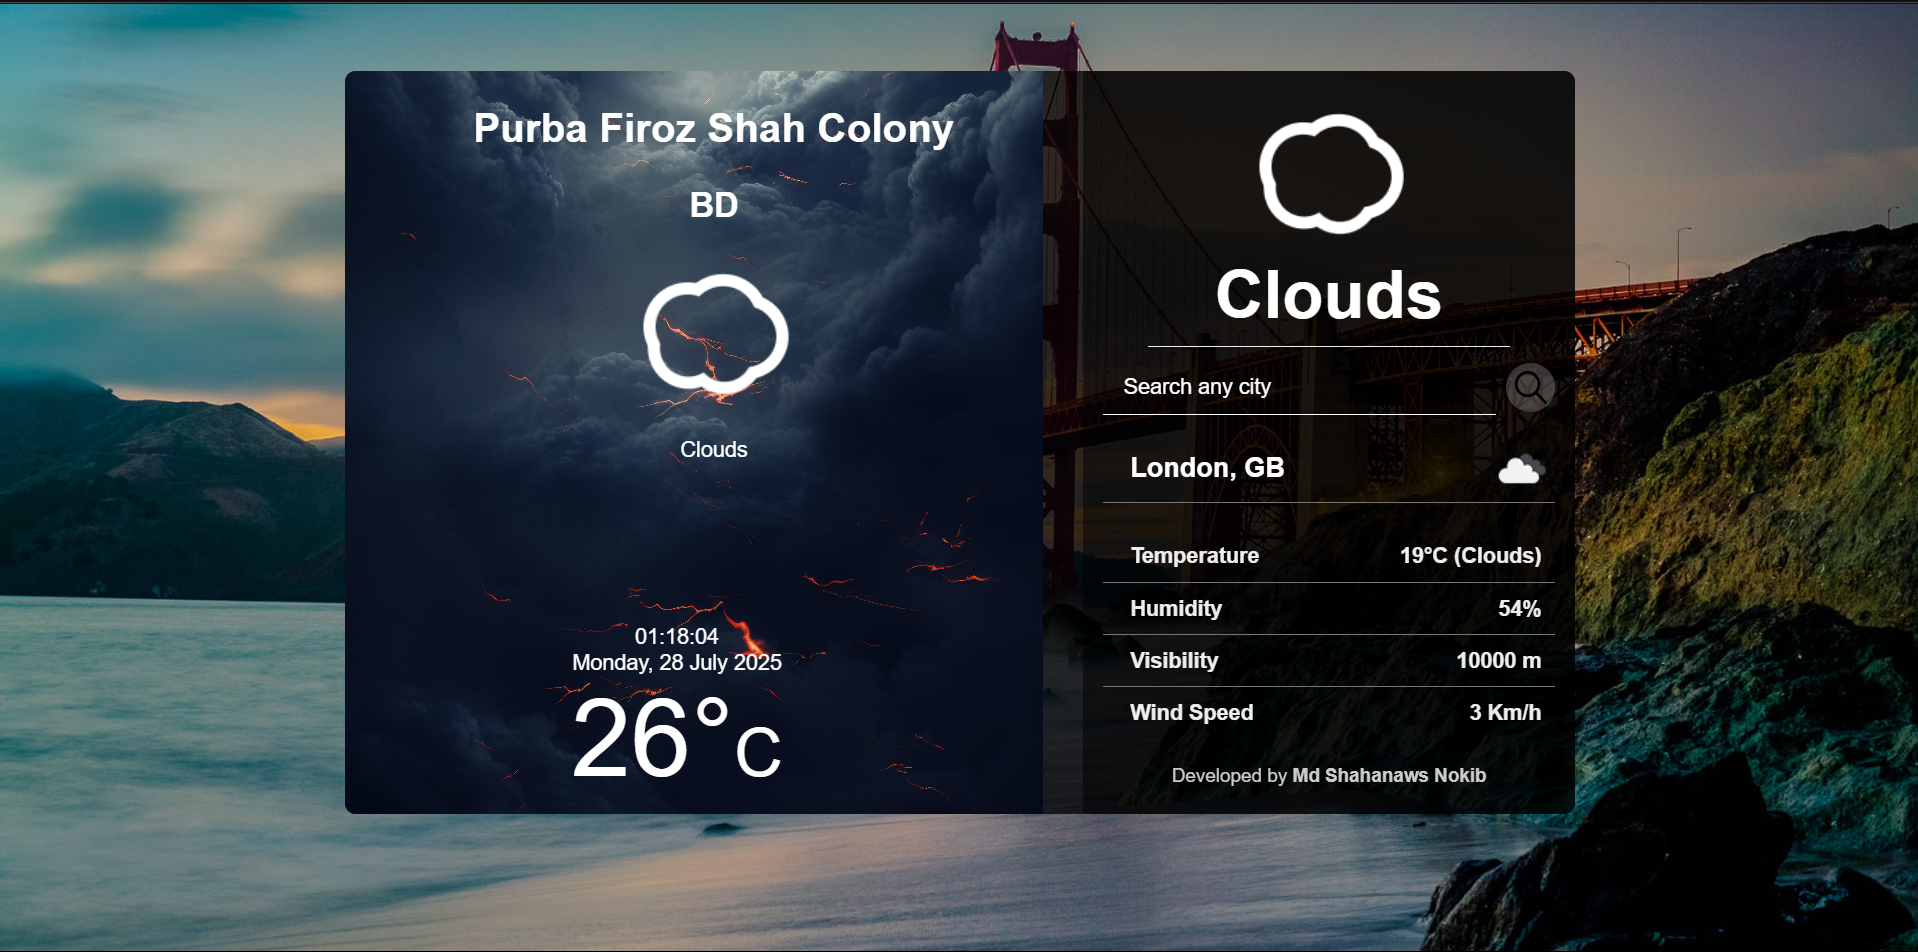 Purba Firoz Shah Colony
BD
Clouds
01:18:04
Monday, 28 July 2025
26°C
Clouds
Search any city
London, GB
Temperature 19°C (Clouds)
Humidity 54%
Visibility 10000 m
Wind Speed 3 Km/h
Developed by Md Shahanaws Nokib